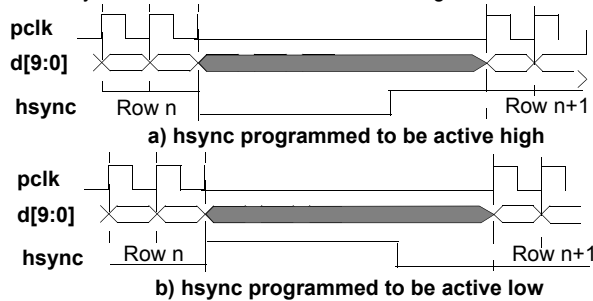 pclk
d[9:0]
hsync Row n Row n+1
a) hsync programmed to be active high
pclk
d[9:0]
hsync Row n Row n+1
b) hsync programmed to be active low